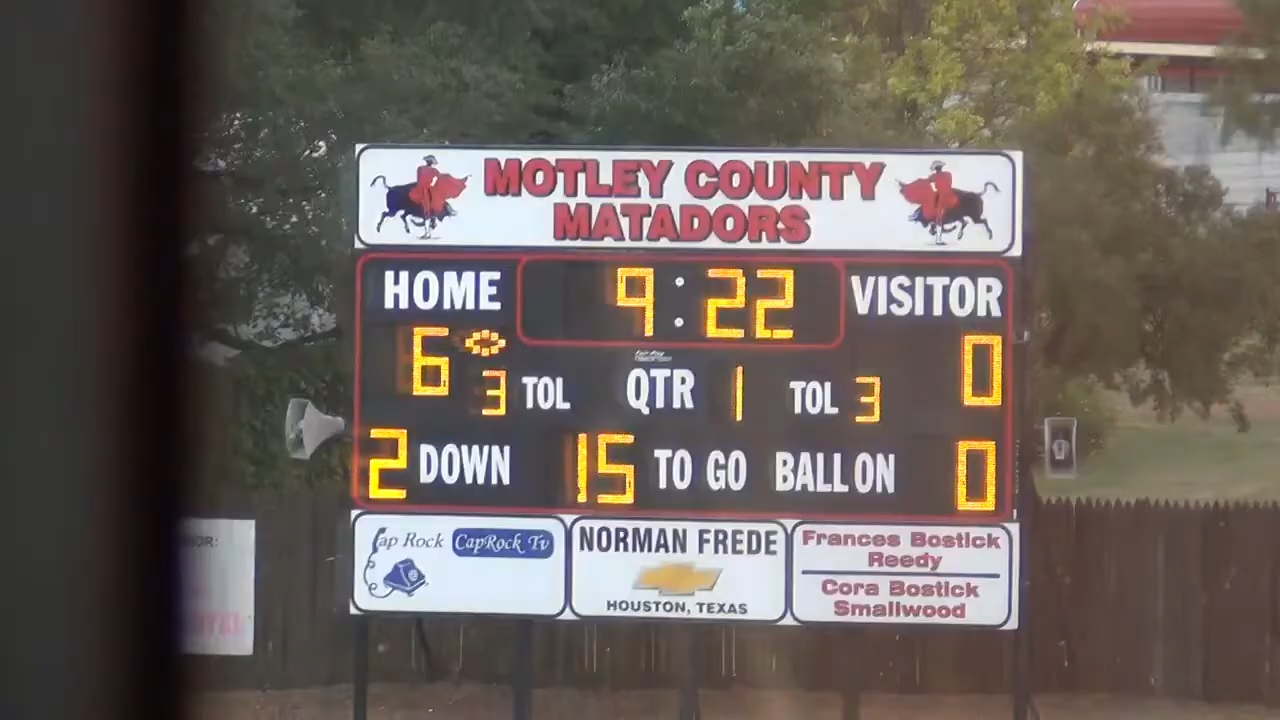 MOTLEY COUNTY
MATADORS
HOME 9:22 VISITOR
6 0
3 TOL QTR 1 TOL 3
2 DOWN 15 TO GO BALL ON 0
Cap Rock CapRock Tv
NORMAN FREDE
HOUSTON, TEXAS
Frances Bostick
Reedy
Cora Bostick
Smallwood